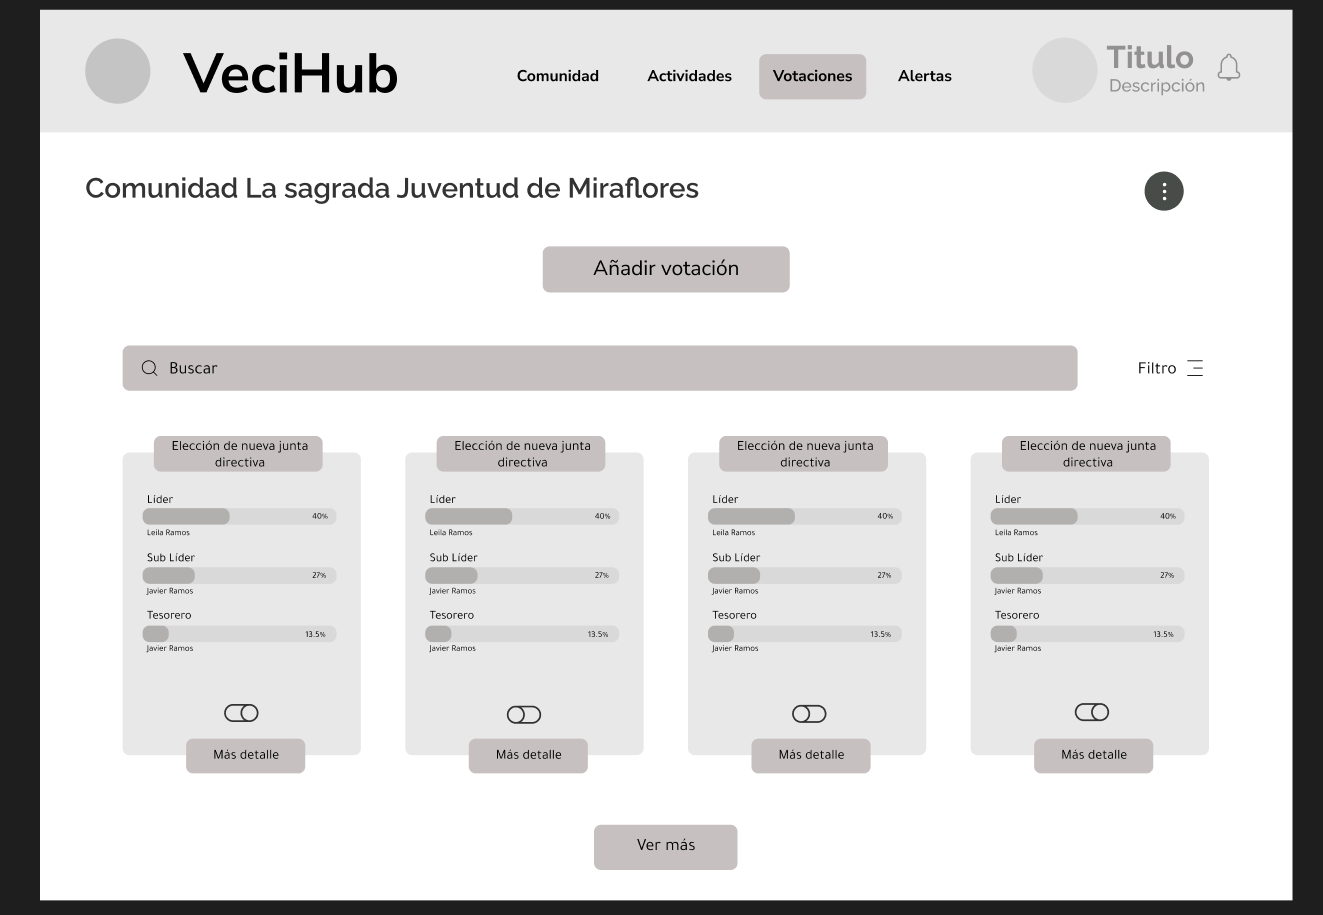 VeciHub
Comunidad
Actividades
Votaciones
Alertas
Titulo
Descripción
Comunidad La sagrada Juventud de Miraflores
Añadir votación
Buscar
Filtro
Elección de nueva junta
directiva
Líder
40%
Leila Ramos
Sub Líder
27%
Javier Ramos
Tesorero
13.5%
Javier Ramos
Más detalle
Elección de nueva junta
directiva
Líder
40%
Leila Ramos
Sub Líder
27%
Javier Ramos
Tesorero
13.5%
Javier Ramos
Más detalle
Elección de nueva junta
directiva
Líder
40%
Leila Ramos
Sub Líder
27%
Javier Ramos
Tesorero
13.5%
Javier Ramos
Más detalle
Elección de nueva junta
directiva
Líder
40%
Leila Ramos
Sub Líder
27%
Javier Ramos
Tesorero
13.5%
Javier Ramos
Más detalle
Ver más